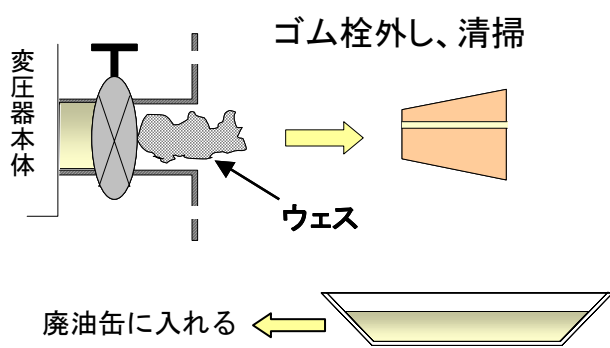 ゴム栓外し、清掃
変圧器本体
ウェス
廃油缶に入れる